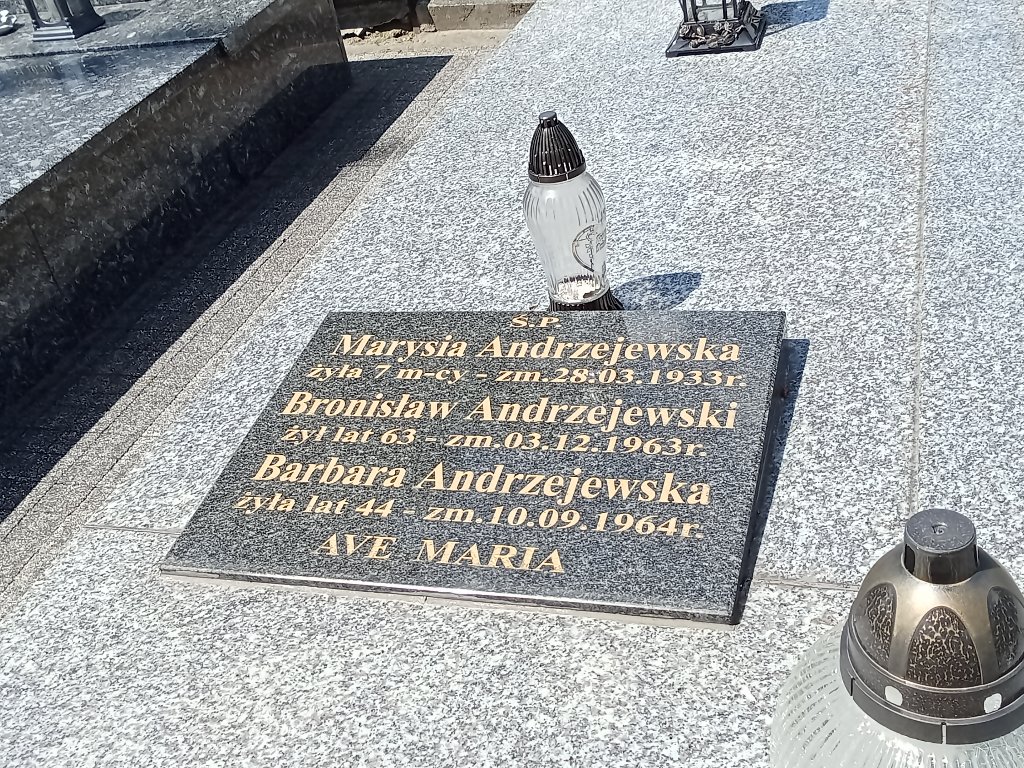 Ś.P.
Marysia Andrzejewska
żyła 7 m-cy - zm.28.03.1933r.
Bronisław Andrzejewski
żył lat 63 - zm.03.12.1963r.
Barbara Andrzejewska
żyła lat 44 - zm.10.09.1964r.
AVE MARIA